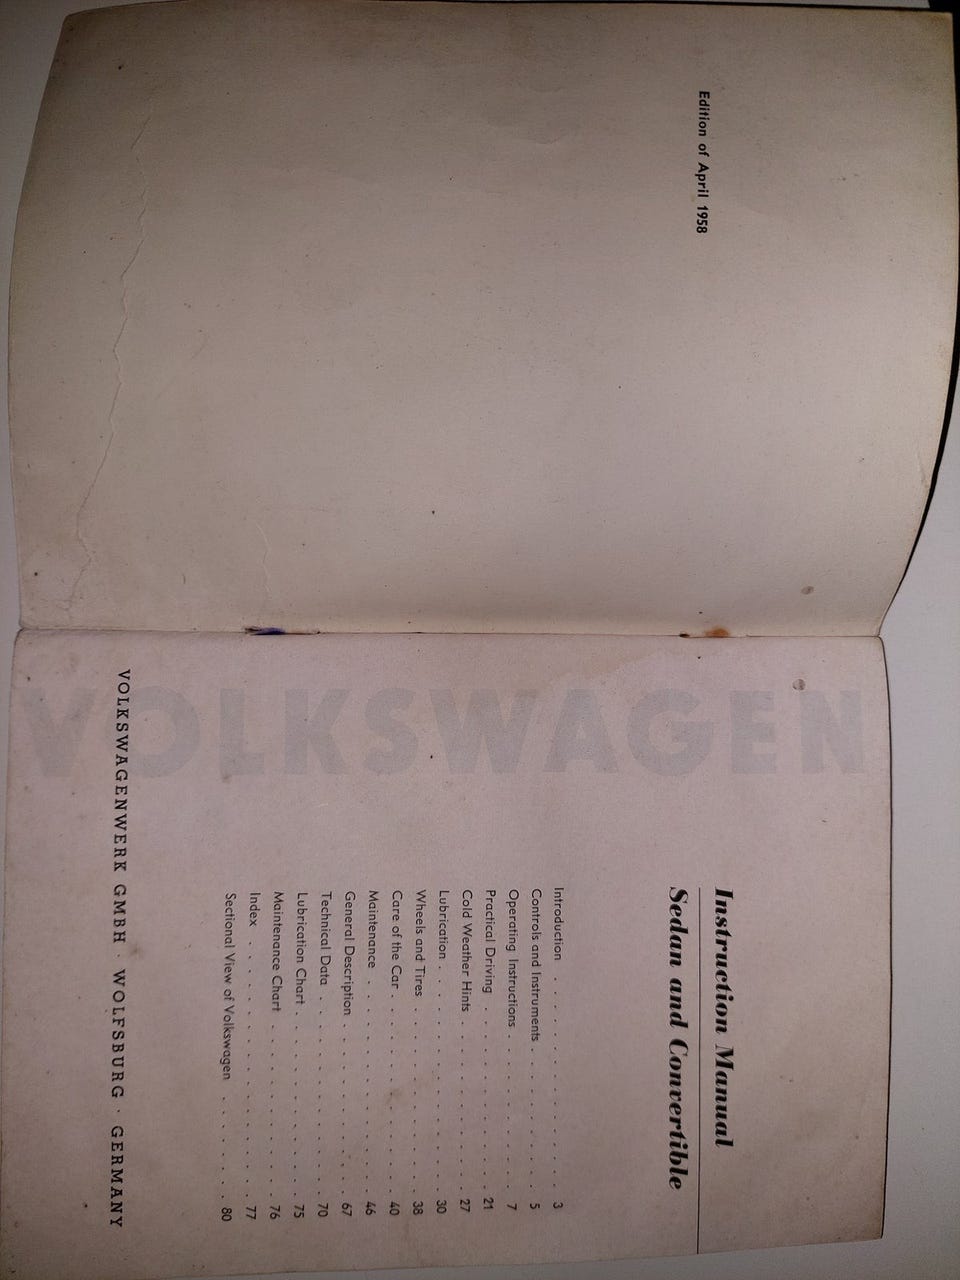 Edition of April 1958
VOLKSWAGEN
Instruction Manual
Sedan and Convertible
Introduction . . . . . . . . . . . . 3
Controls and Instruments . . . . . . . . . 5
Operating Instructions . . . . . . . . . . 7
Practical Driving . . . . . . . . . . . 21
Cold Weather Hints . . . . . . . . . . 27
Lubrication . . . . . . . . . . . . . 30
Wheels and Tires . . . . . . . . . . . 38
Care of the Car . . . . . . . . . . . . 40
Maintenance . . . . . . . . . . . . . 46
General Description . . . . . . . . . . 67
Technical Data . . . . . . . . . . . . 70
Lubrication Chart . . . . . . . . . . . 75
Maintenance Chart . . . . . . . . . . 76
Index . . . . . . . . . . . . . . . 77
Sectional View of Volkswagen . . . . . . . 80
VOLKSWAGENWERK GMBH · WOLFSBURG · GERMANY